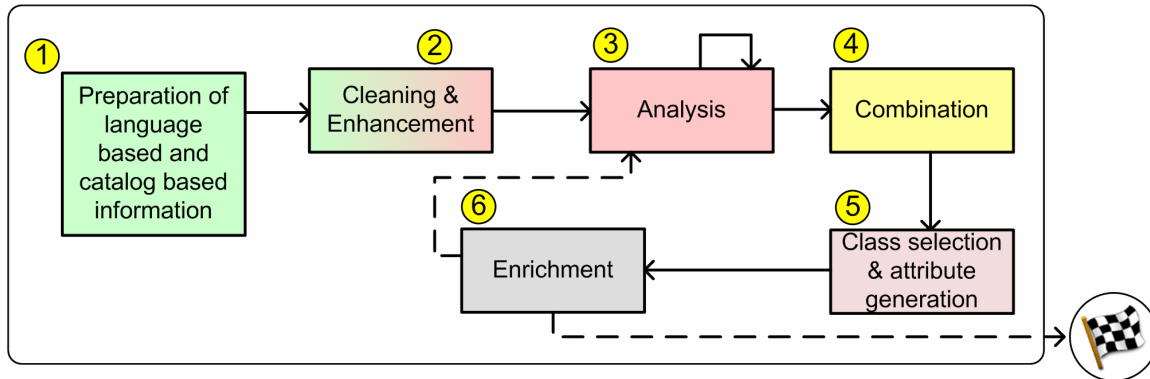 1
Preparation of
language
based and
catalog based
information
2
Cleaning &
Enhancement
3
Analysis
4
Combination
5
Class selection
& attribute
generation
6
Enrichment